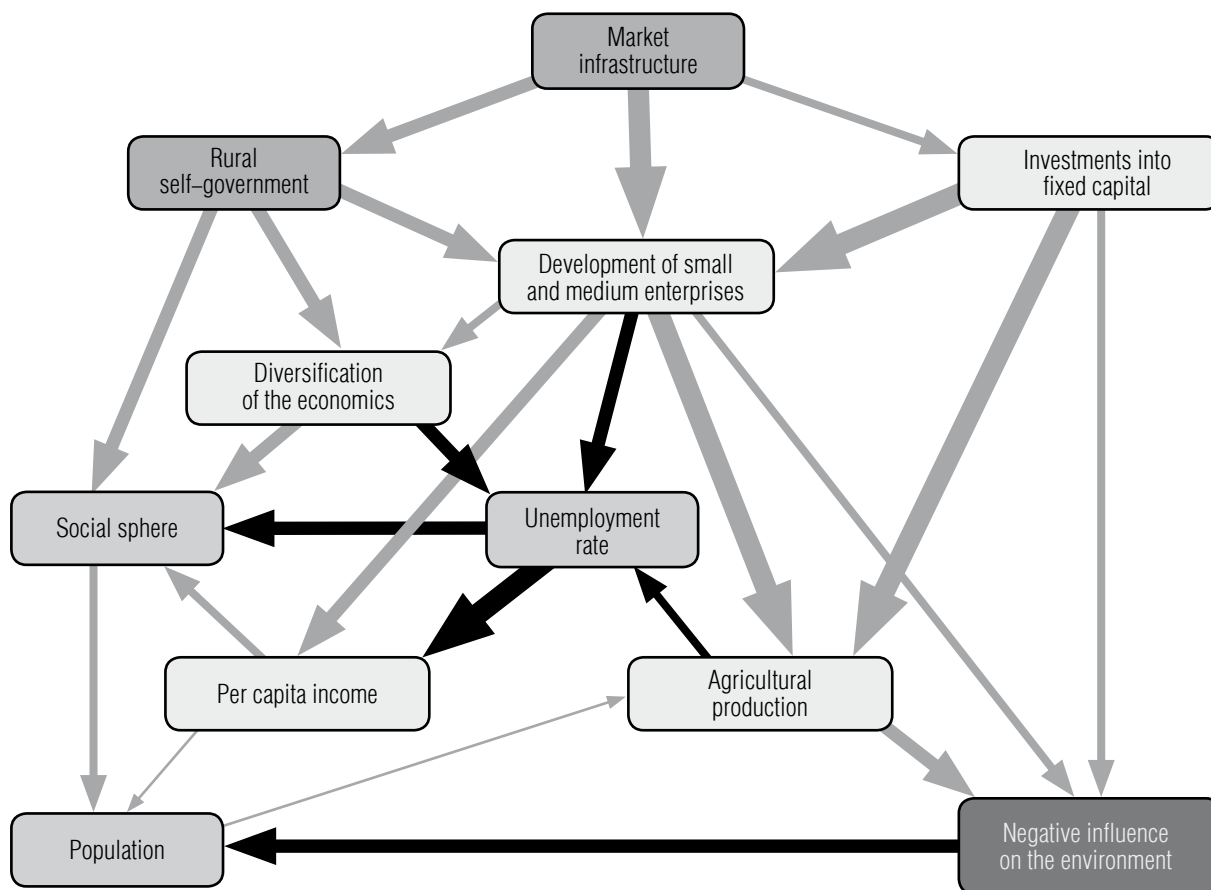 Market
infrastructure
Rural
self–government
Investments into
fixed capital
Development of small
and medium enterprises
Diversification
of the economics
Social sphere
Unemployment
rate
Per capita income
Agricultural
production
Population
Negative influence
on the environment